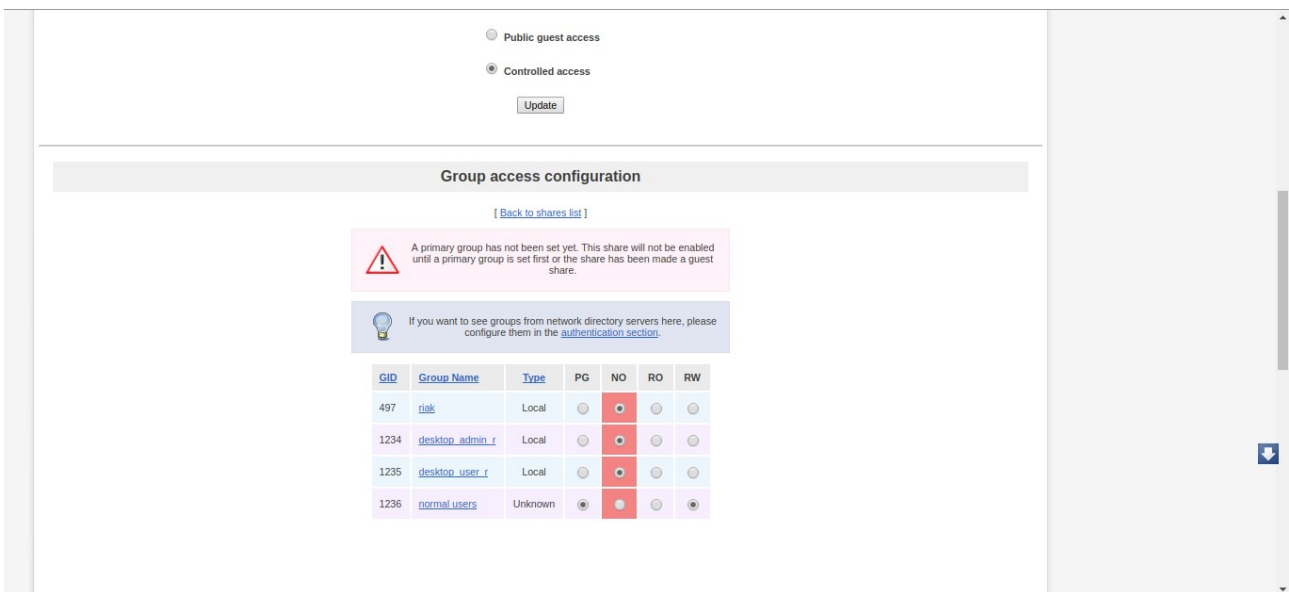 Public guest access
Controlled access
Update
Group access configuration
[ Back to shares list ]
A primary group has not been set yet. This share will not be enabled
until a primary group is set first or the share has been made a guest
share.
If you want to see groups from network directory servers here, please
configure them in the authentication section.
GID Group Name Type PG NO RO RW
497 riak Local
1234 desktop_admin_r Local
1235 desktop_user_r Local
1236 normal users Unknown